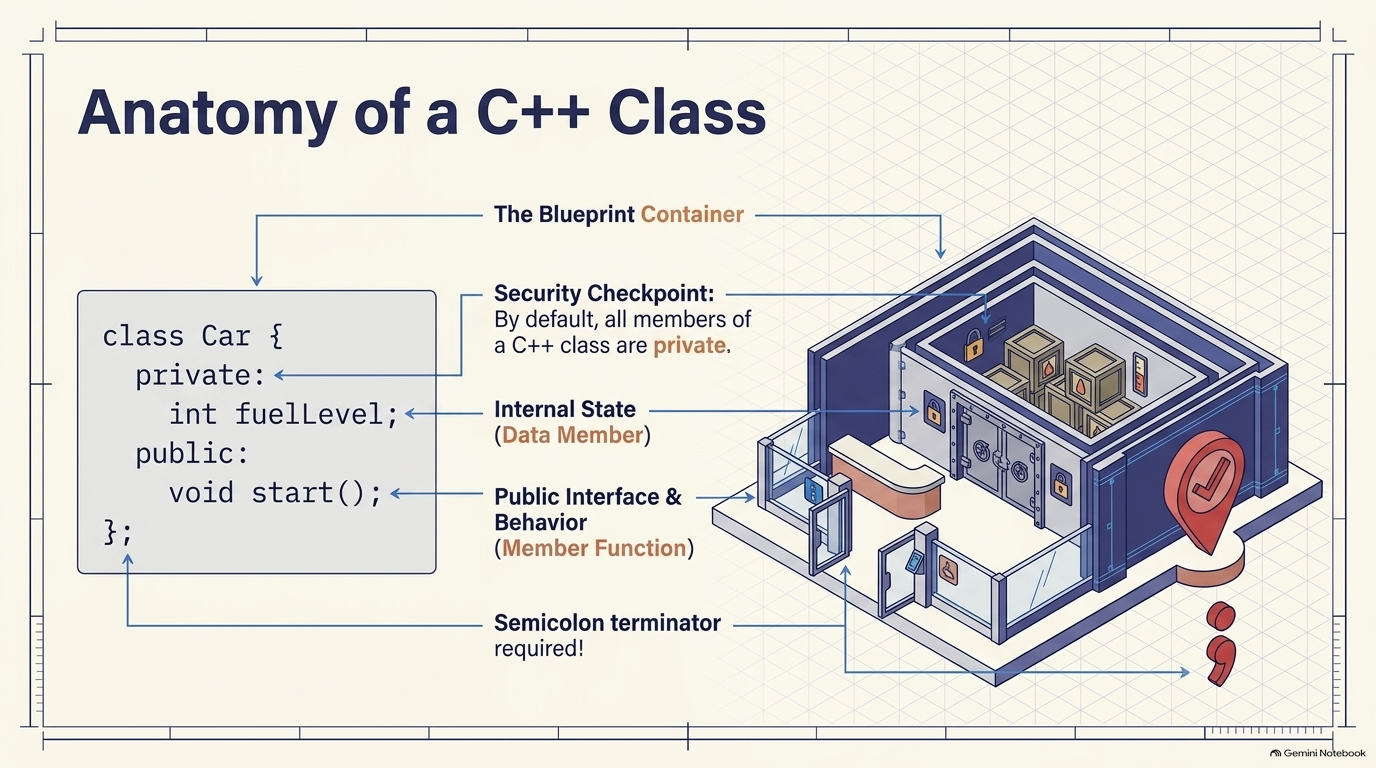 Anatomy of a C++ Class
The Blueprint Container
class Car {
private:
int fuelLevel;
public:
void start();
};
Security Checkpoint:
By default, all members of
a C++ class are private.
Internal State
(Data Member)
Public Interface &
Behavior
(Member Function)
Semicolon terminator
required!
;
Gemini Notebook